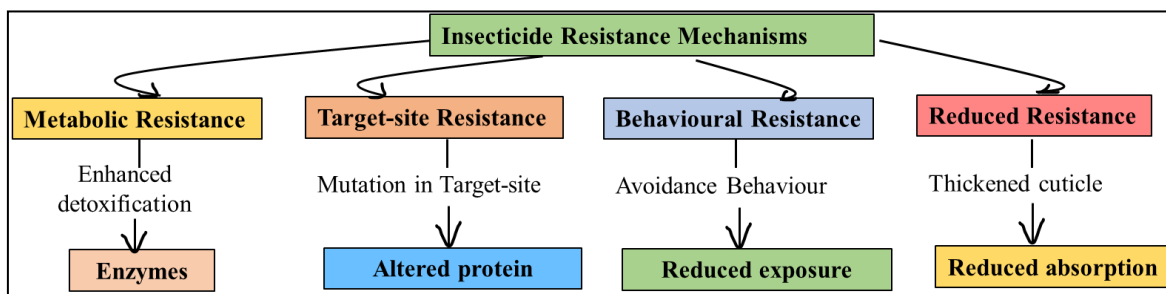 Insecticide Resistance Mechanisms
Metabolic Resistance
Target-site Resistance
Behavioural Resistance
Reduced Resistance
Enhanced
detoxification
Mutation in Target-site
Avoidance Behaviour
Thickened cuticle
Enzymes
Altered protein
Reduced exposure
Reduced absorption